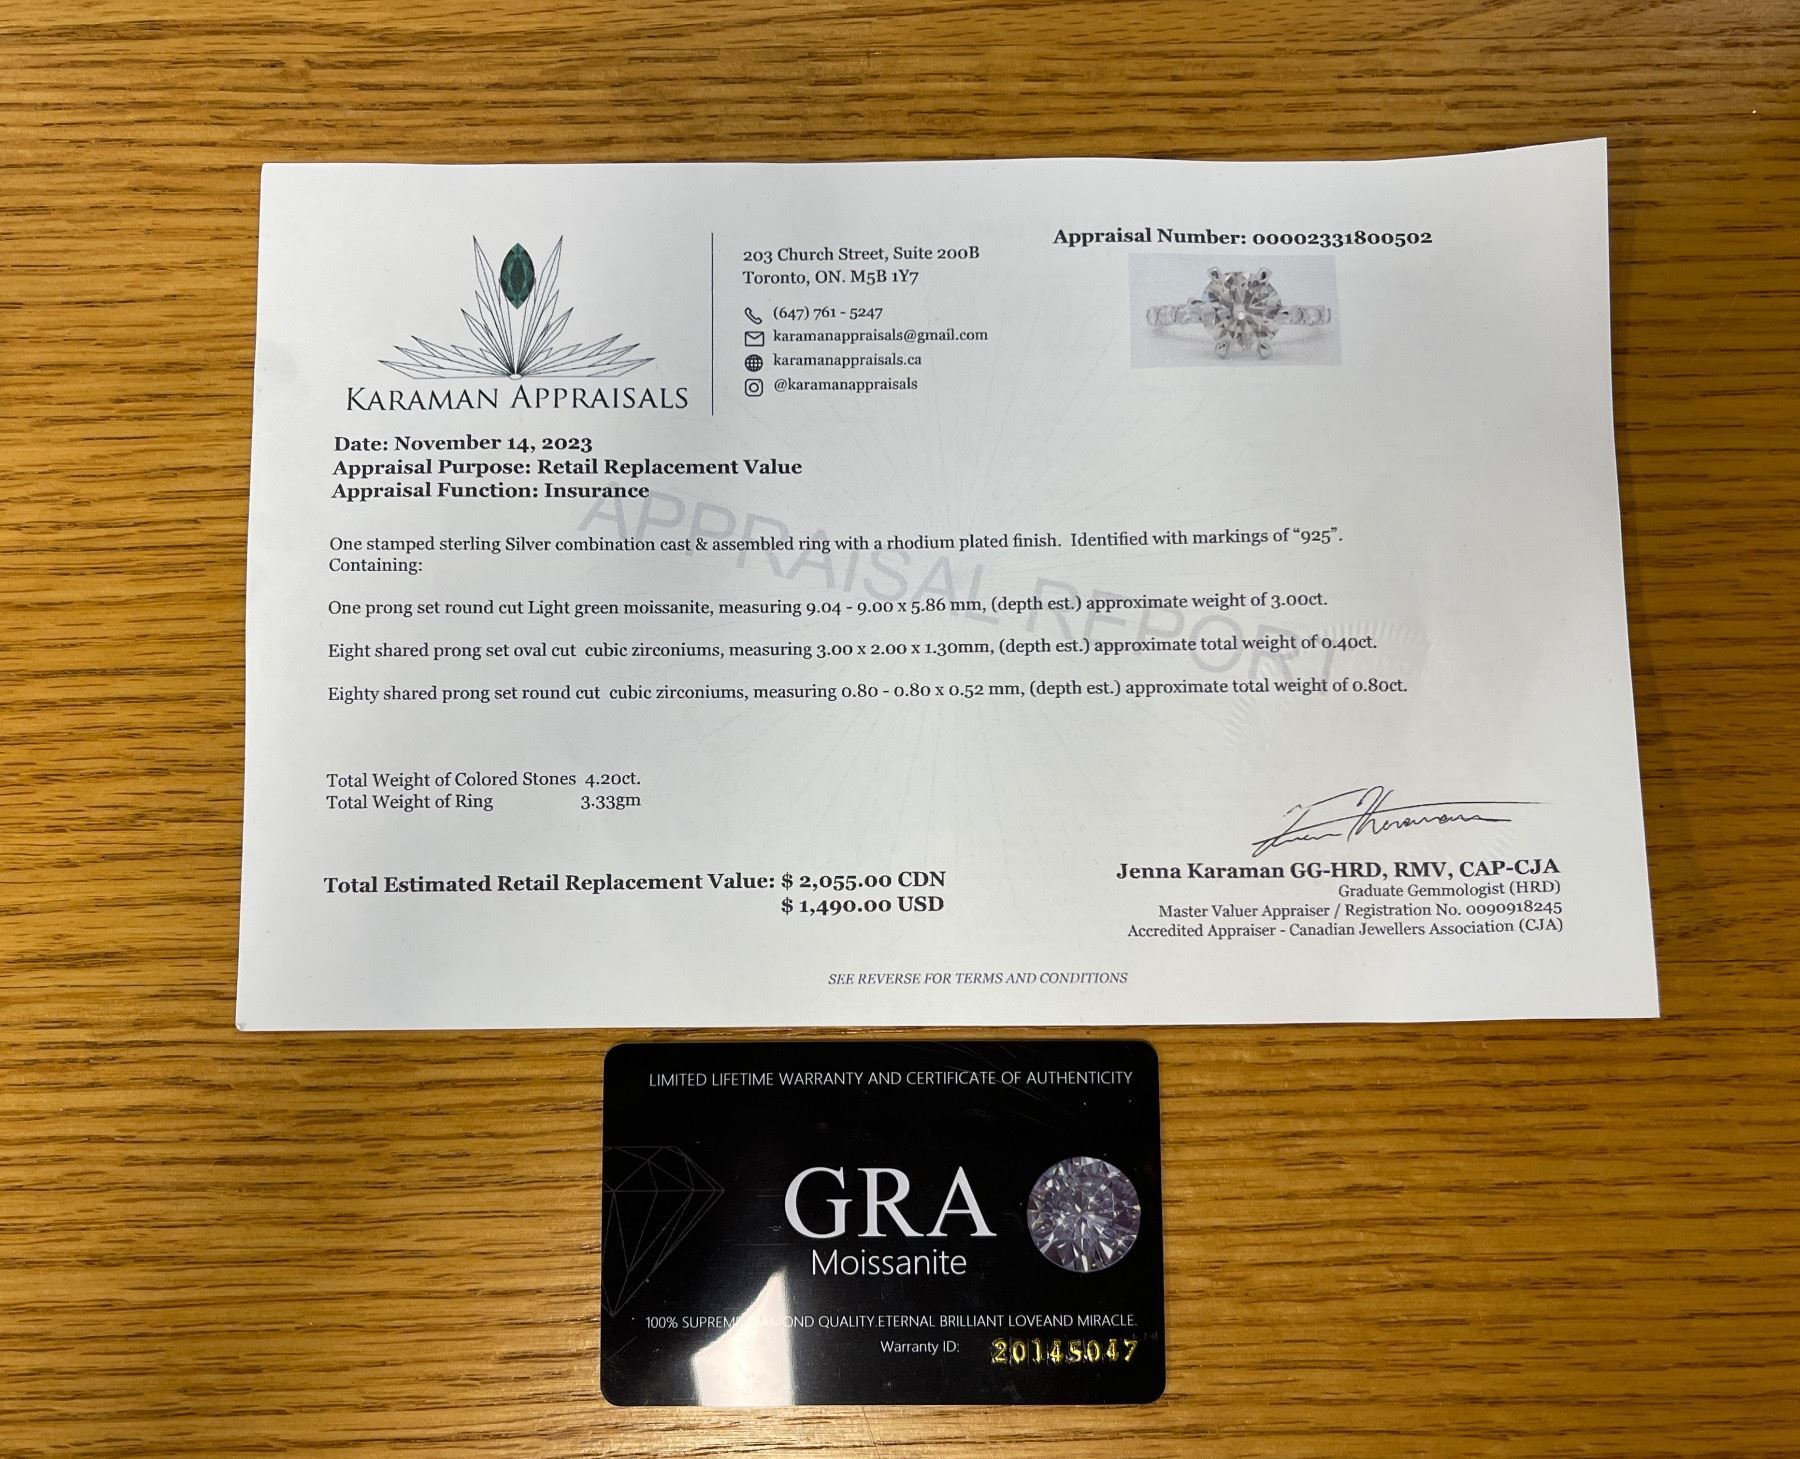 KARAMAN APPRAISALS
203 Church Street, Suite 200B
Toronto, ON. M5B 1Y7
(647) 761 - 5247
karamanappraisals@gmail.com
karamanappraisals.ca
@karamanappraisals
Appraisal Number: 00002331800502
Date: November 14, 2023
Appraisal Purpose: Retail Replacement Value
Appraisal Function: Insurance
APPRAISAL REPORT
One stamped sterling Silver combination cast & assembled ring with a rhodium plated finish. Identified with markings of “925”.
Containing:
One prong set round cut Light green moissanite, measuring 9.04 - 9.00 x 5.86 mm, (depth est.) approximate weight of 3.00ct.
Eight shared prong set oval cut cubic zirconiums, measuring 3.00 x 2.00 x 1.30mm, (depth est.) approximate total weight of 0.40ct.
Eighty shared prong set round cut cubic zirconiums, measuring 0.80 - 0.80 x 0.52 mm, (depth est.) approximate total weight of 0.80ct.
Total Weight of Colored Stones 4.20ct.
Total Weight of Ring 3.33gm
Total Estimated Retail Replacement Value: $ 2,055.00 CDN
$ 1,490.00 USD
Jenna Karaman GG-HRD, RMV, CAP-CJA
Graduate Gemmologist (HRD)
Master Valuer Appraiser / Registration No. 0090918245
Accredited Appraiser - Canadian Jewellers Association (CJA)
SEE REVERSE FOR TERMS AND CONDITIONS
LIMITED LIFETIME WARRANTY AND CERTIFICATE OF AUTHENTICITY
GRA
Moissanite
100% SUPREME DIAMOND QUALITY.ETERNAL BRILLIANT LOVEAND MIRACLE.
Warranty ID: 20145047